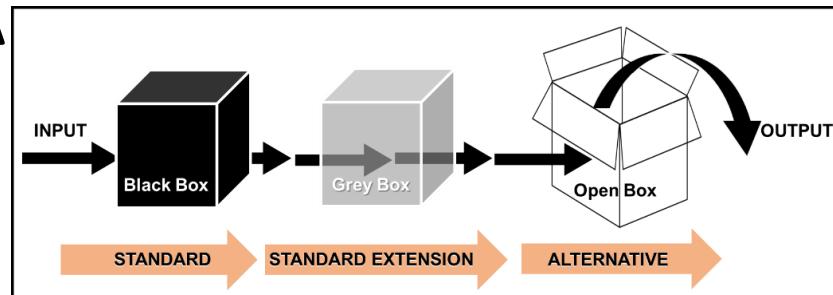 INPUT
Black Box
Grey Box
Open Box
OUTPUT
STANDARD
STANDARD EXTENSION
ALTERNATIVE